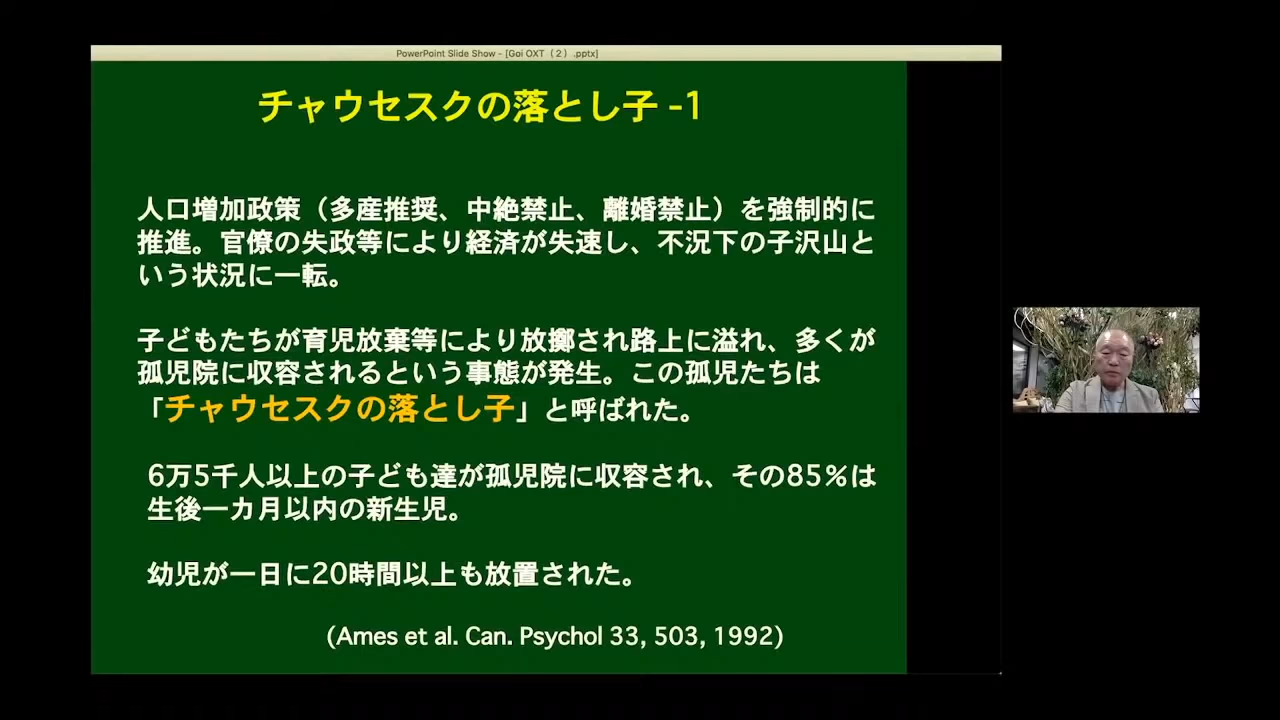 PowerPoint Slide Show - [Goi OXT（2）.pptx]
チャウセスクの落とし子 -1
人口増加政策（多産推奨、中絶禁止、離婚禁止）を強制的に
推進。官僚の失政等により経済が失速し、不況下の子沢山と
いう状況に一転。
子どもたちが育児放棄等により放擲され路上に溢れ、多くが
孤児院に収容されるという事態が発生。この孤児たちは
「チャウセスクの落とし子」と呼ばれた。
6万5千人以上の子ども達が孤児院に収容され、その85％は
生後一カ月以内の新生児。
幼児が一日に20時間以上も放置された。
(Ames et al. Can. Psychol 33, 503, 1992)